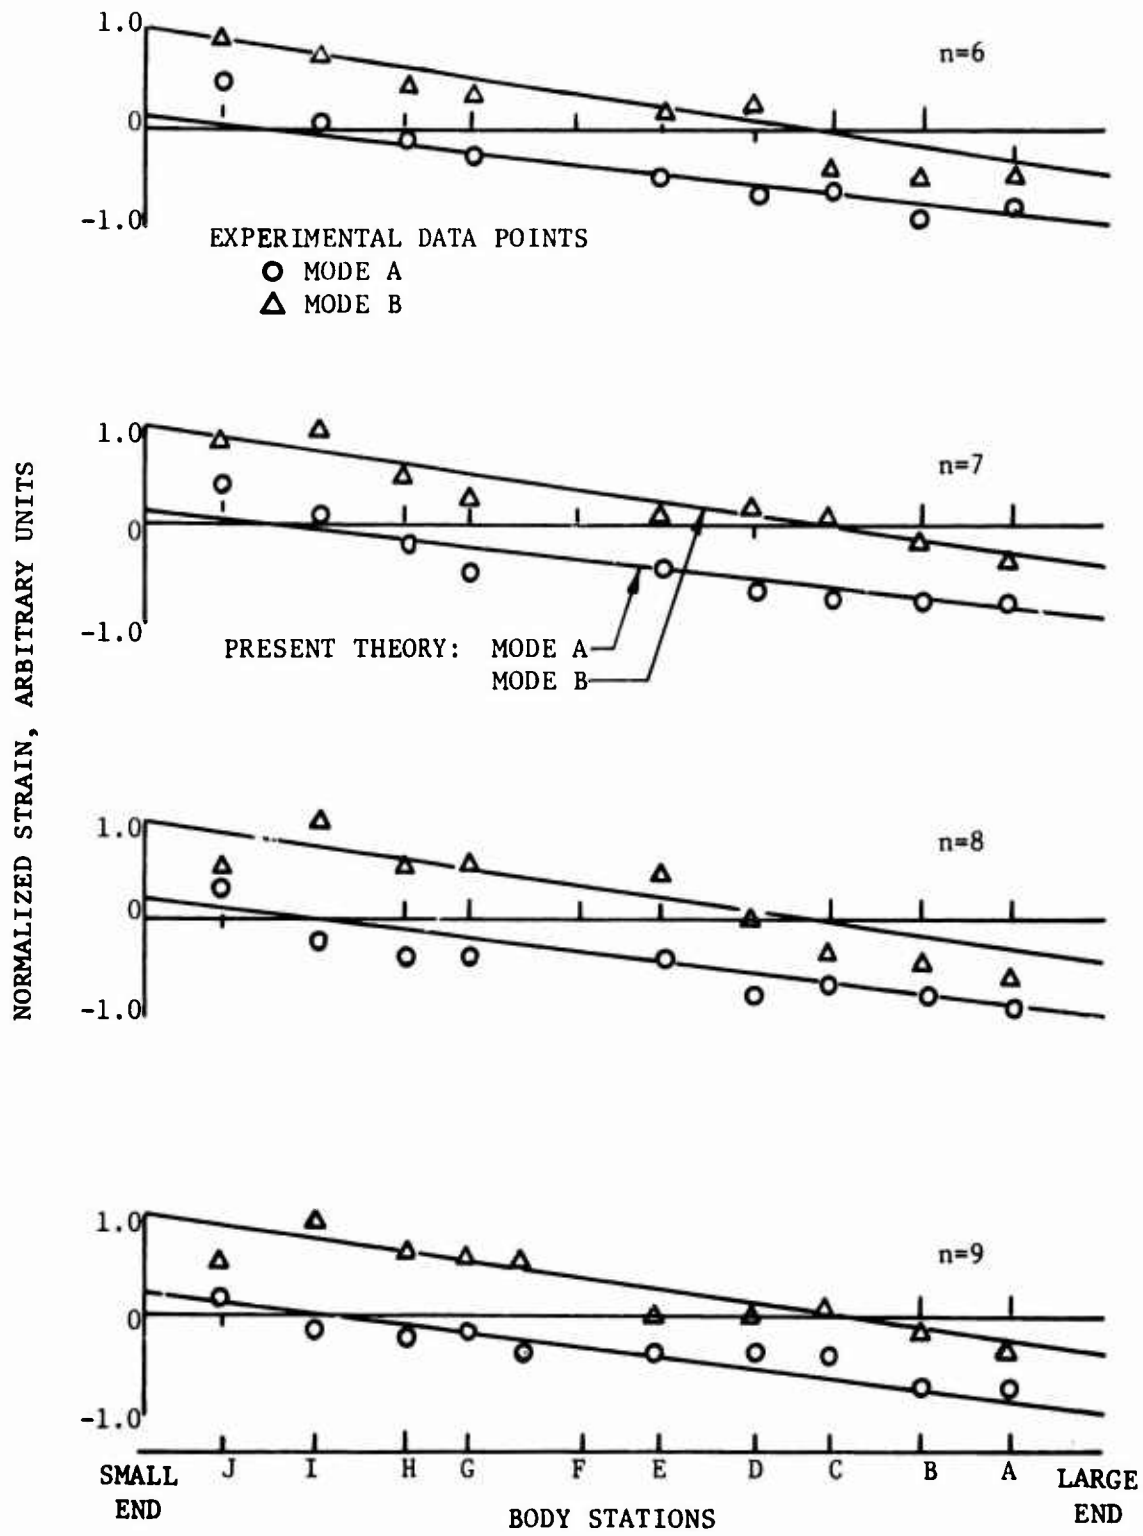 1.0
n=6
0
-1.0
EXPERIMENTAL DATA POINTS
MODE A
MODE B
1.0
n=7
0
-1.0
PRESENT THEORY: MODE A
MODE B
NORMALIZED STRAIN, ARBITRARY UNITS
1.0
n=8
0
-1.0
1.0
n=9
0
-1.0
J I H G F E D C B A
SMALL END
LARGE END
BODY STATIONS